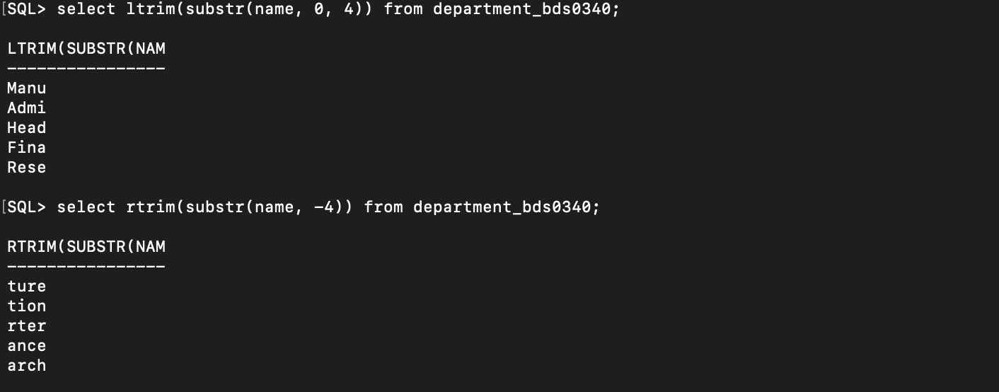 [SQL> select ltrim(substr(name, 0, 4)) from department_bds0340;
LTRIM(SUBSTR(NAM
----------------
Manu
Admi
Head
Fina
Rese
[SQL> select rtrim(substr(name, -4)) from department_bds0340;
RTRIM(SUBSTR(NAM
----------------
ture
tion
rter
ance
arch